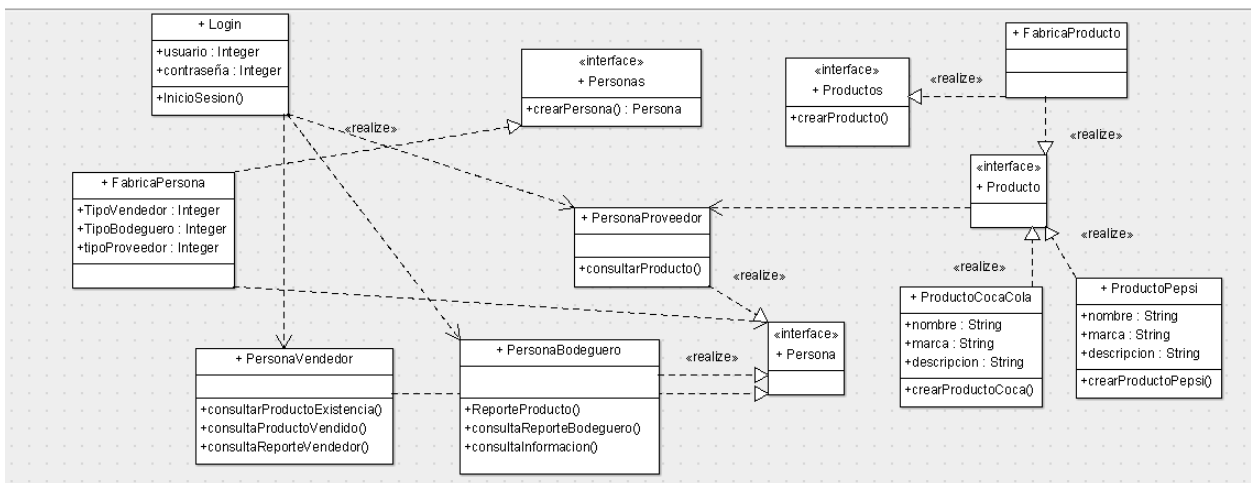 + Login
+usuario : Integer
+contraseña : Integer
+InicioSesion()
«interface»
+ Personas
+crearPersona() : Persona
«interface»
+ Productos
+crearProducto()
«realize»
+ FabricaProducto
«realize»
«realize»
+ FabricaPersona
+TipoVendedor : Integer
+TipoBodeguero : Integer
+tipoProveedor : Integer
+ PersonaProveedor
+consultarProducto()
«interface»
+ Producto
«realize»
«realize»
«realize»
+ ProductoCocaCola
+nombre : String
+marca : String
+descripcion : String
+crearProductoCoca()
+ ProductoPepsi
+nombre : String
+marca : String
+descripcion : String
+crearProductoPepsi()
+ PersonaVendedor
+consultarProductoExistencia()
+consultaProductoVendido()
+consultaReporteVendedor()
+ PersonaBodeguero
+ReporteProducto()
+consultaReporteBodeguero()
+consultaInformacion()
«realize»
«interface»
+ Persona